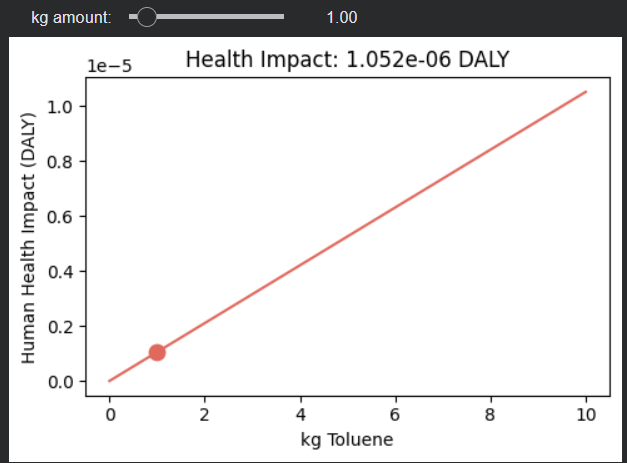 kg amount: 1.00
Health Impact: 1.052e-06 DALY
1e−5
1.0
0.8
0.6
0.4
0.2
0.0
Human Health Impact (DALY)
0 2 4 6 8 10
kg Toluene